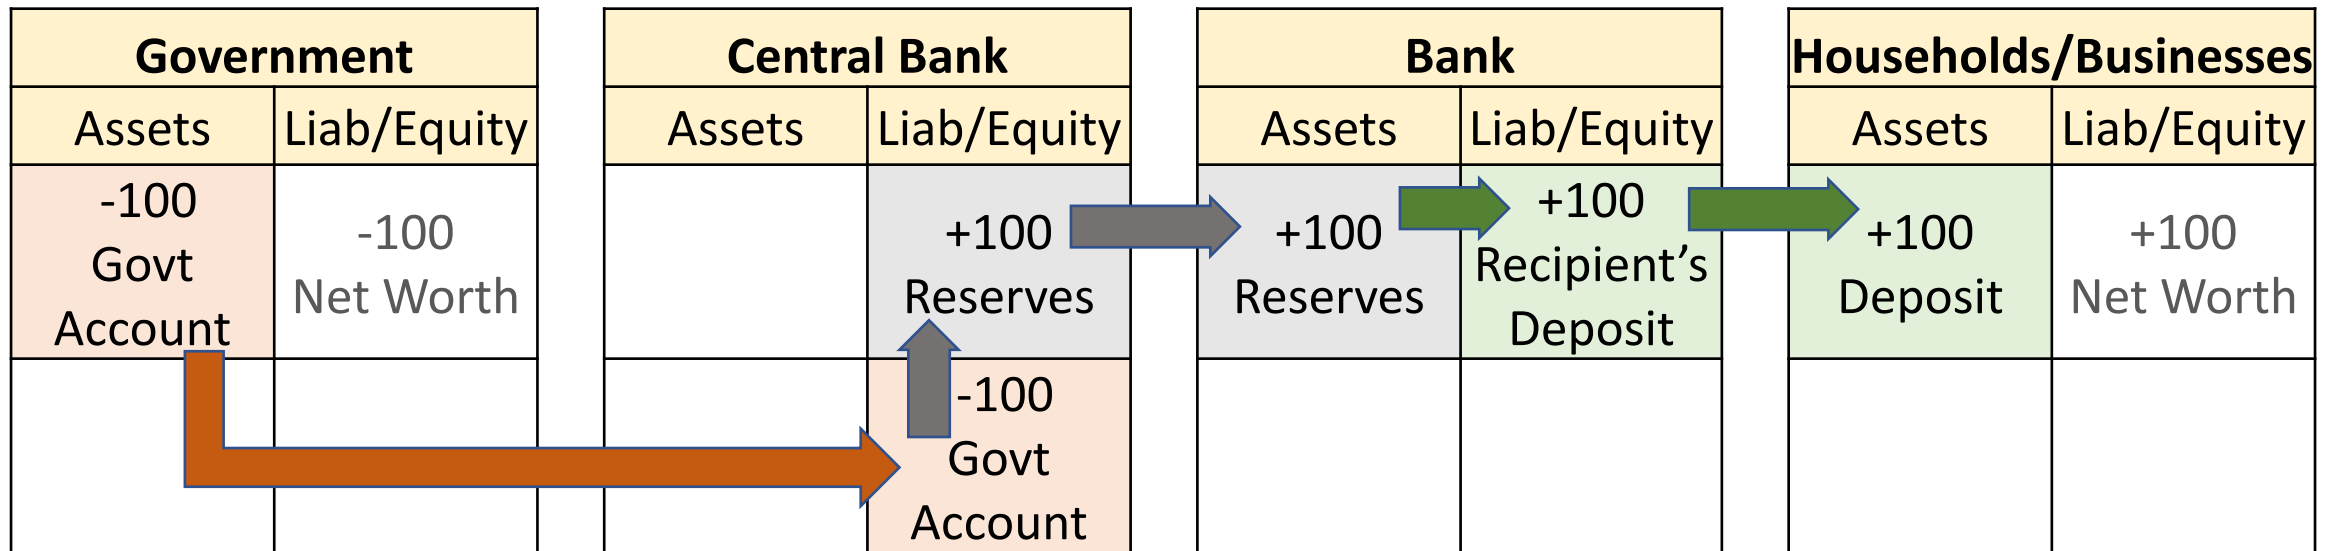 Government
Assets
Liab/Equity
-100
Govt
Account
-100
Net Worth
Central Bank
Assets
Liab/Equity
+100
Reserves
-100
Govt
Account
Bank
Assets
Liab/Equity
+100
Reserves
+100
Recipient’s
Deposit
Households/Businesses
Assets
Liab/Equity
+100
Deposit
+100
Net Worth